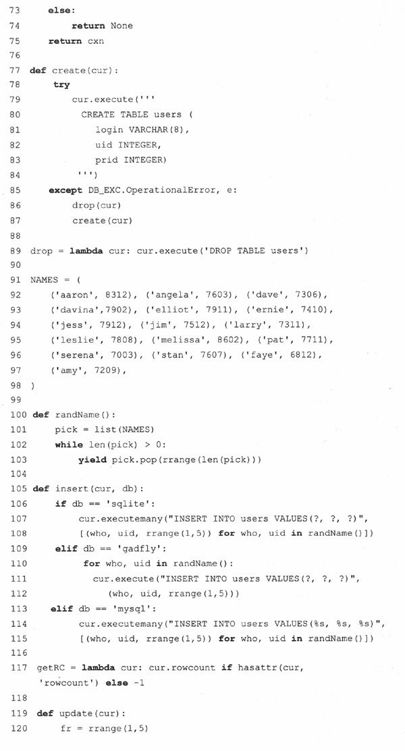 73 else:
74 return None
75 return cxn
76
77 def create(cur):
78 try
79 cur.execute('''
80 CREATE TABLE users (
81 login VARCHAR(8),
82 uid INTEGER,
83 prid INTEGER)
84 ''')
85 except DB_EXC.OperationalError, e:
86 drop(cur)
87 create(cur)
88
89 drop = lambda cur: cur.execute('DROP TABLE users')
90
91 NAMES = (
92 ('aaron', 8312), ('angela', 7603), ('dave', 7306),
93 ('davina',7902), ('elliot', 7911), ('ernie', 7410),
94 ('jess', 7912), ('jim', 7512), ('larry', 7311),
95 ('leslie', 7808), ('melissa', 8602), ('pat', 7711),
96 ('serena', 7003), ('stan', 7607), ('faye', 6812),
97 ('amy', 7209),
98 )
99
100 def randName():
101 pick = list(NAMES)
102 while len(pick) > 0:
103 yield pick.pop(rrange(len(pick)))
104
105 def insert(cur, db):
106 if db == 'sqlite':
107 cur.executemany("INSERT INTO users VALUES(?, ?, ?)",
108 [(who, uid, rrange(1,5)) for who, uid in randName()])
109 elif db == 'gadfly':
110 for who, uid in randName():
111 cur.execute("INSERT INTO users VALUES(?, ?, ?)",
112 (who, uid, rrange(1,5)))
113 elif db == 'mysql':
114 cur.executemany("INSERT INTO users VALUES(%s, %s, %s)",
115 [(who, uid, rrange(1,5)) for who, uid in randName()])
116
117 getRC = lambda cur: cur.rowcount if hasattr(cur,
'rowcount') else -1
118
119 def update(cur):
120 fr = rrange(1,5)